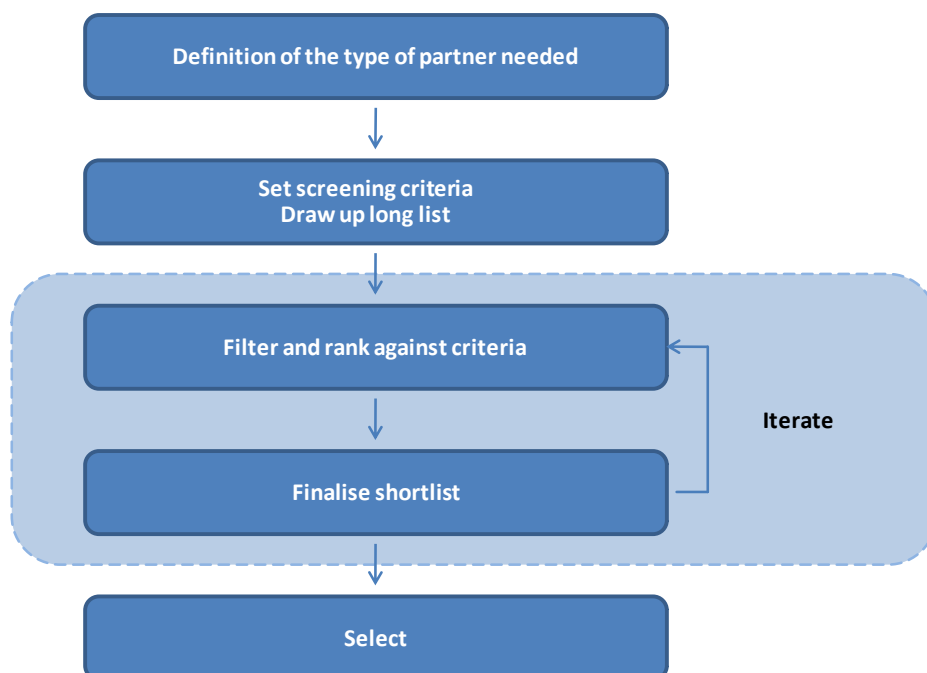 Definition of the type of partner needed
Set screening criteria
Draw up long list
Filter and rank against criteria
Iterate
Finalise shortlist
Select